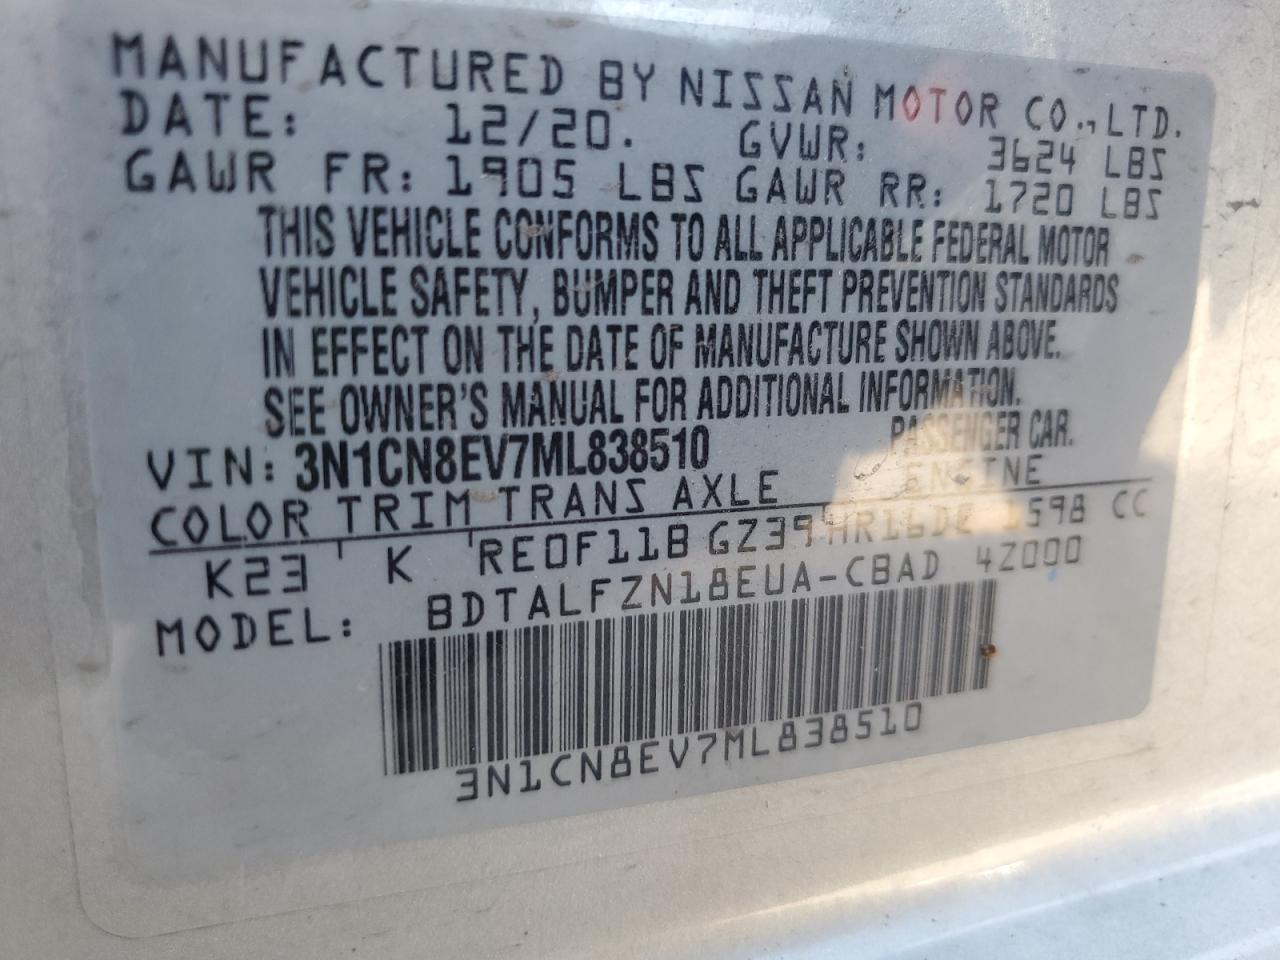 MANUFACTURED BY NISSAN MOTOR CO.,LTD.
DATE: 12/20. GVWR: 3624 LBS
GAWR FR: 1905 LBS GAWR RR: 1720 LBS
THIS VEHICLE CONFORMS TO ALL APPLICABLE FEDERAL MOTOR
VEHICLE SAFETY, BUMPER AND THEFT PREVENTION STANDARDS
IN EFFECT ON THE DATE OF MANUFACTURE SHOWN ABOVE.
SEE OWNER'S MANUAL FOR ADDITIONAL INFORMATION.
VIN: 3N1CN8EV7ML838510 PASSENGER CAR.
COLOR TRIM TRANS AXLE ENGINE
K23 K RE0F11B GZ39 HR16DE 1598 CC
MODEL: BDTALFZN18EUA-CBAD 4Z000
3N1CN8EV7ML838510